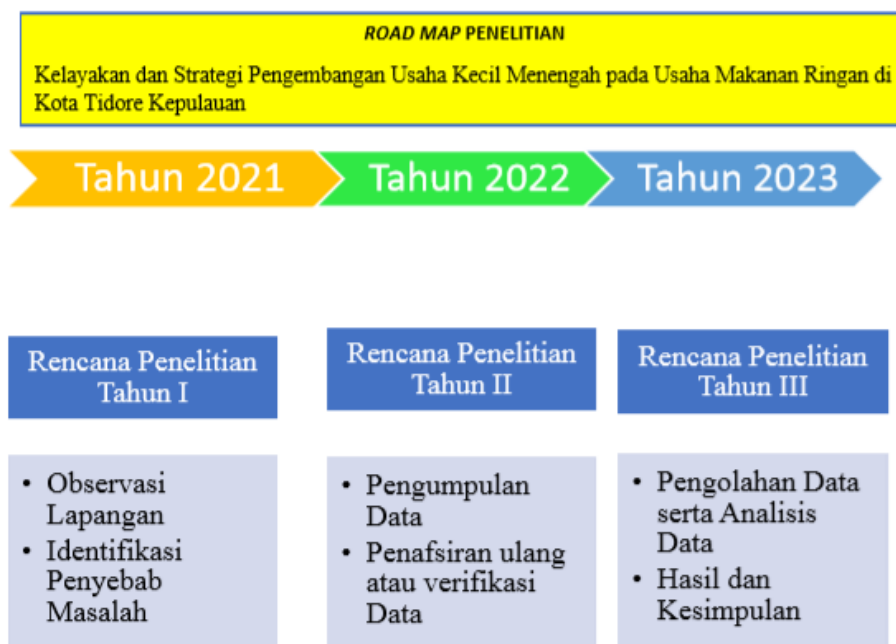 ROAD MAP PENELITIAN
Kelayakan dan Strategi Pengembangan Usaha Kecil Menengah pada Usaha Makanan Ringan di
Kota Tidore Kepulauan
Tahun 2021
Tahun 2022
Tahun 2023
Rencana Penelitian
Tahun I
• Observasi
Lapangan
• Identifikasi
Penyebab
Masalah
Rencana Penelitian
Tahun II
• Pengumpulan
Data
• Penafsiran ulang
atau verifikasi
Data
Rencana Penelitian
Tahun III
• Pengolahan Data
serta Analisis
Data
• Hasil dan
Kesimpulan